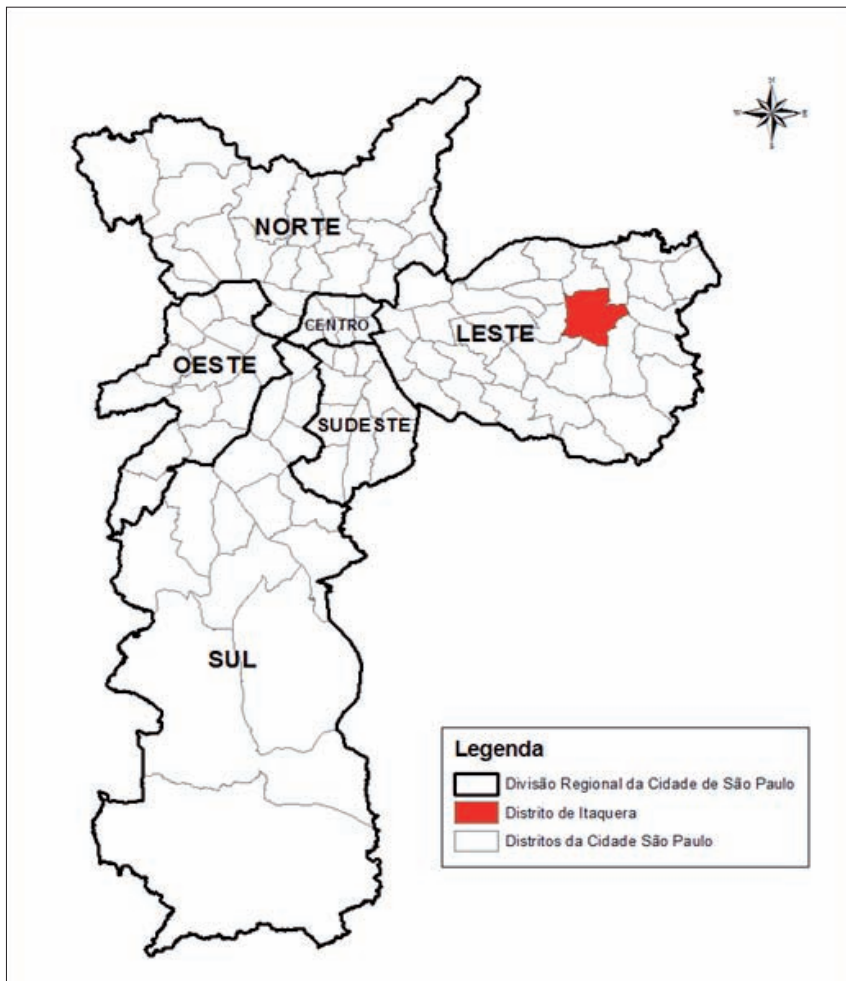 N
W E
S
NORTE
CENTRO
LESTE
OESTE
SUDESTE
SUL
Legenda
Divisão Regional da Cidade de São Paulo
Distrito de Itaquera
Distritos da Cidade São Paulo